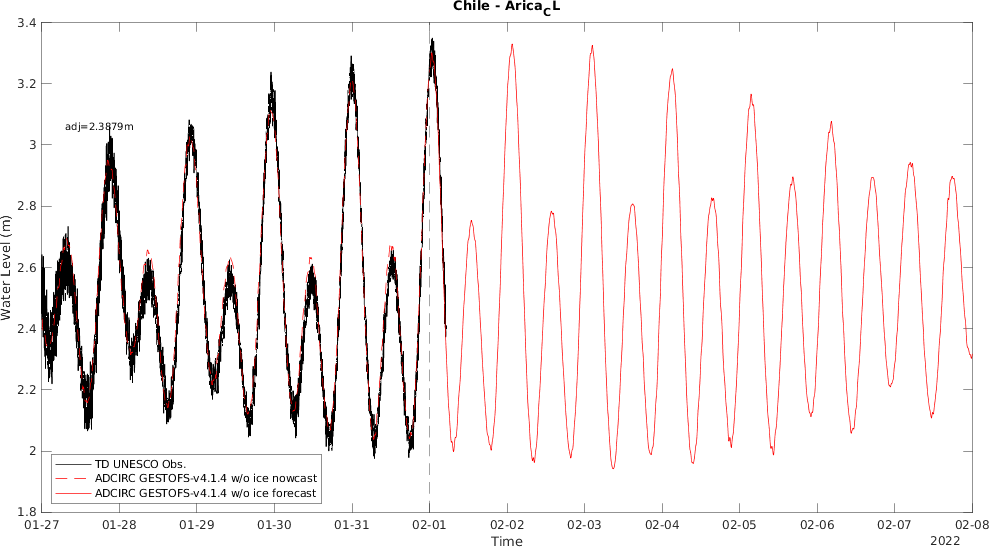 Chile - Arica_CL
3.4
3.2
3
2.8
2.6
2.4
2.2
2
1.8
Water Level (m)
adj=2.3879m
TD UNESCO Obs.
ADCIRC GESTOFS-v4.1.4 w/o ice nowcast
ADCIRC GESTOFS-v4.1.4 w/o ice forecast
01-27 01-28 01-29 01-30 01-31 02-01 02-02 02-03 02-04 02-05 02-06 02-07 02-08
Time
2022